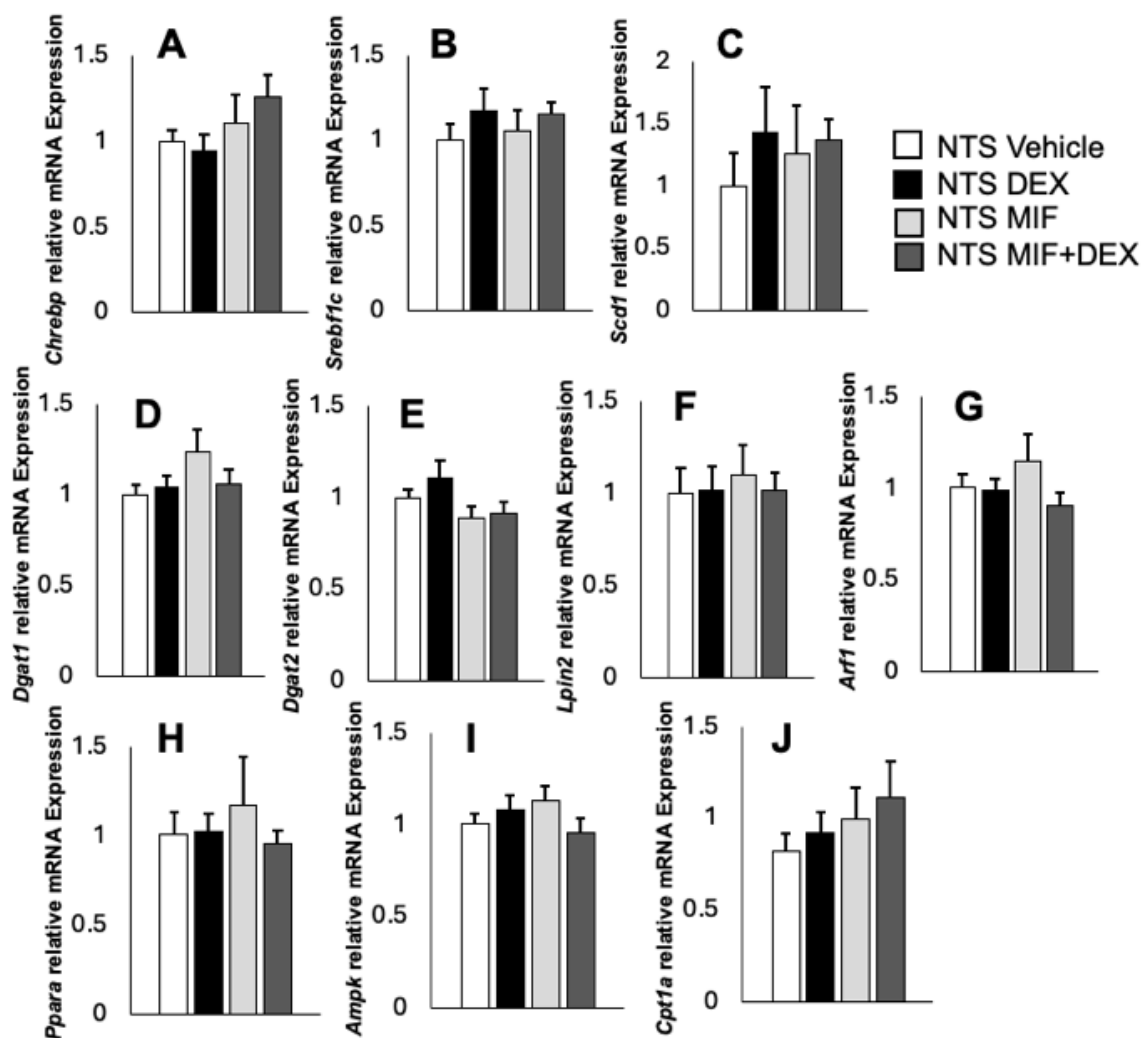 A
Chrebp relative mRNA Expression
1.5
1
0.5
0
B
Srebf1c relative mRNA Expression
1.5
1
0.5
0
C
Scd1 relative mRNA Expression
2
1.5
1
0.5
0
NTS Vehicle
NTS DEX
NTS MIF
NTS MIF+DEX
D
Dgat1 relative mRNA Expression
1.5
1
0.5
0
E
Dgat2 relative mRNA Expression
1.5
1
0.5
0
F
Lpin2 relative mRNA Expression
1.5
1
0.5
0
G
Arf1 relative mRNA Expression
1.5
1
0.5
0
H
Ppara relative mRNA Expression
1.5
1
0.5
0
I
Ampk relative mRNA Expression
1.5
1
0.5
0
J
Cpt1a relative mRNA Expression
1.5
1
0.5
0